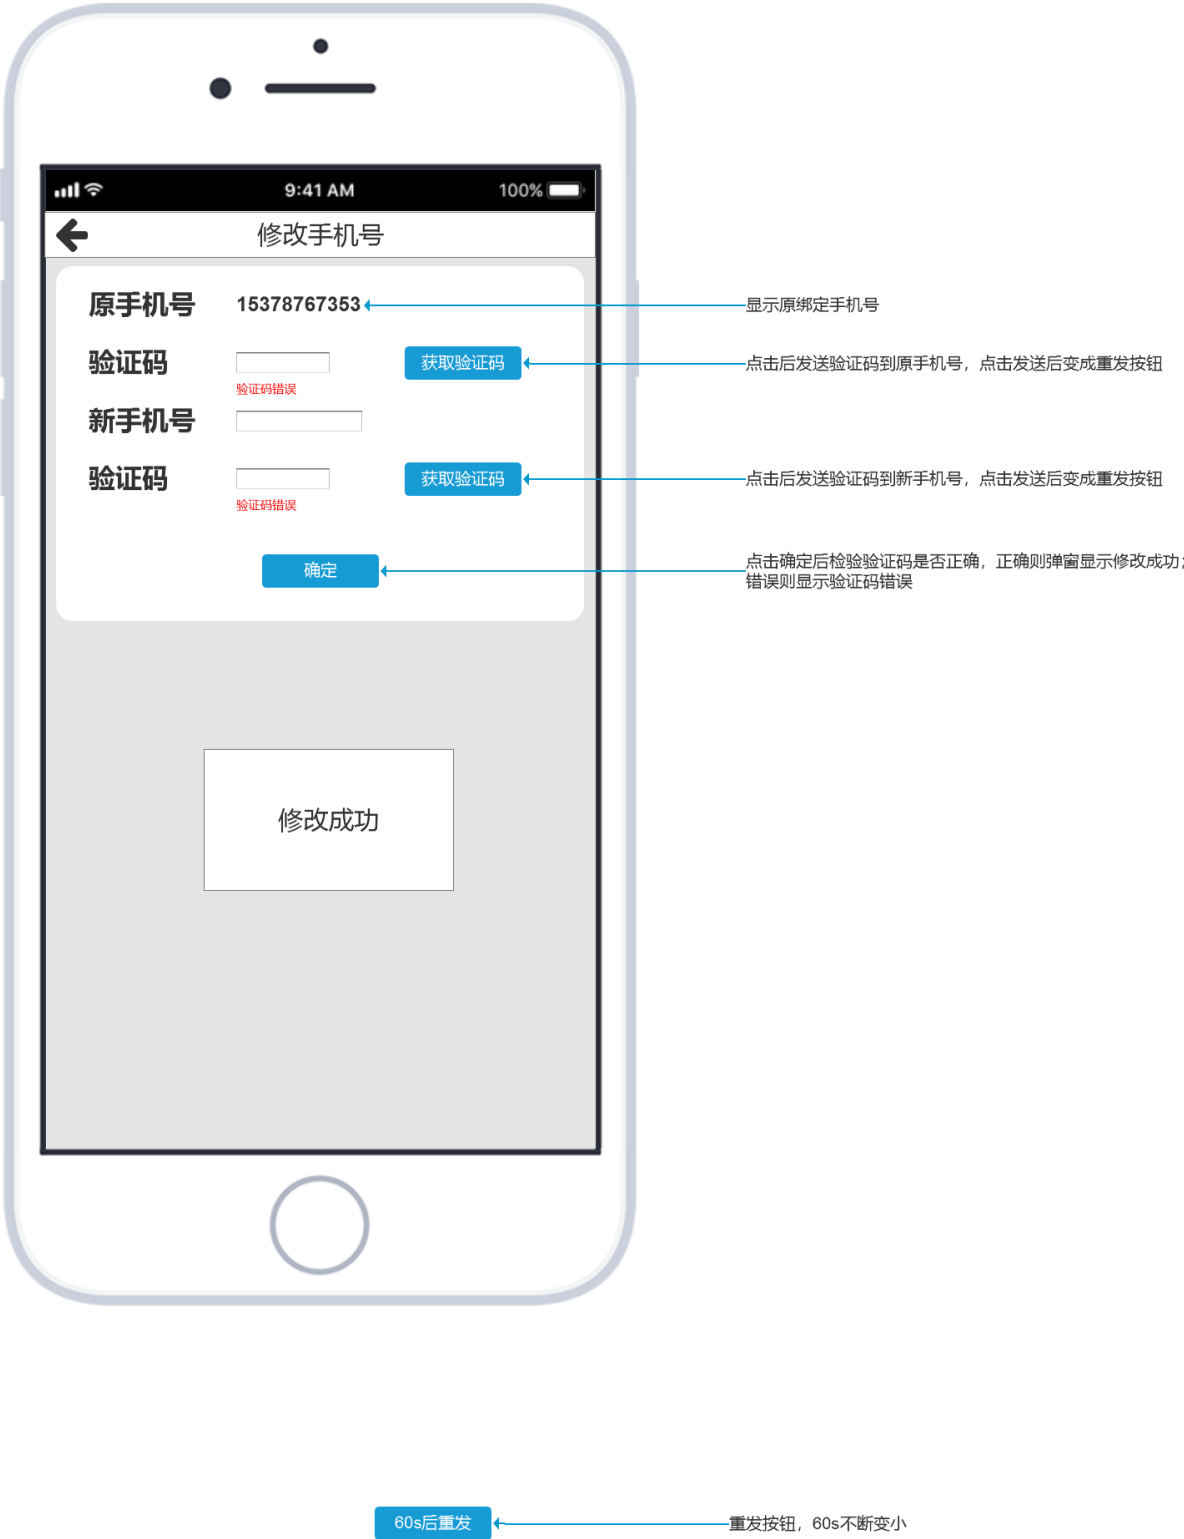 9:41 AM 100%
修改手机号
原手机号 15378767353 显示原绑定手机号
验证码 获取验证码 点击后发送验证码到原手机号，点击发送后变成重发按钮
验证码错误
新手机号
验证码 获取验证码 点击后发送验证码到新手机号，点击发送后变成重发按钮
验证码错误
确定 点击确定后检验验证码是否正确，正确则弹窗显示修改成功；
错误则显示验证码错误
修改成功
60s后重发 重发按钮，60s不断变小